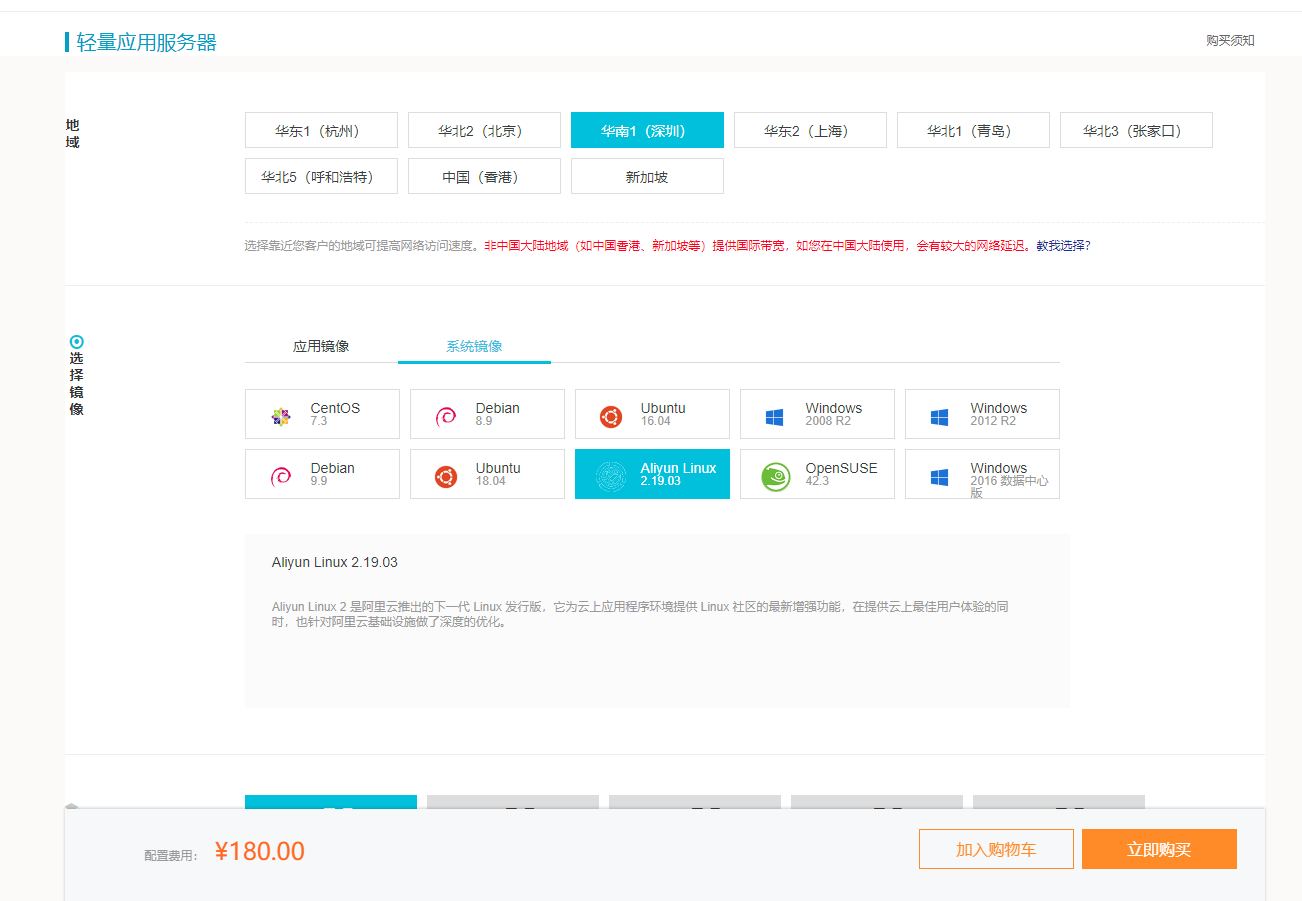 轻量应用服务器
购买须知
地域
华东1（杭州）
华北2（北京）
华南1（深圳）
华东2（上海）
华北1（青岛）
华北3（张家口）
华北5（呼和浩特）
中国（香港）
新加坡
选择靠近您客户的地域可提高网络访问速度。非中国大陆地域（如中国香港、新加坡等）提供国际带宽，如您在中国大陆使用，会有较大的网络延迟。教我选择?
选择镜像
应用镜像
系统镜像
CentOS
7.3
Debian
8.9
Ubuntu
16.04
Windows
2008 R2
Windows
2012 R2
Debian
9.9
Ubuntu
18.04
Aliyun Linux
2.19.03
OpenSUSE
42.3
Windows
2016 数据中心
版
Aliyun Linux 2.19.03
Aliyun Linux 2 是阿里云推出的下一代 Linux 发行版，它为云上应用程序环境提供 Linux 社区的最新增强功能，在提供云上最佳用户体验的同
时，也针对阿里云基础设施做了深度的优化。
配置费用：
¥180.00
加入购物车
立即购买